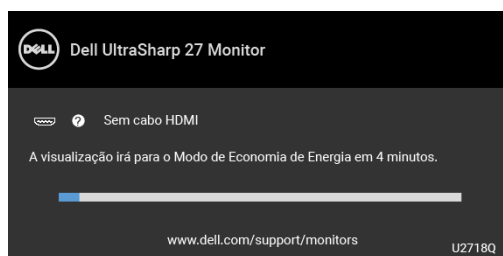 DELL Dell UltraSharp 27 Monitor
? Sem cabo HDMI
A visualização irá para o Modo de Economia de Energia em 4 minutos.
www.dell.com/support/monitors
U2718Q